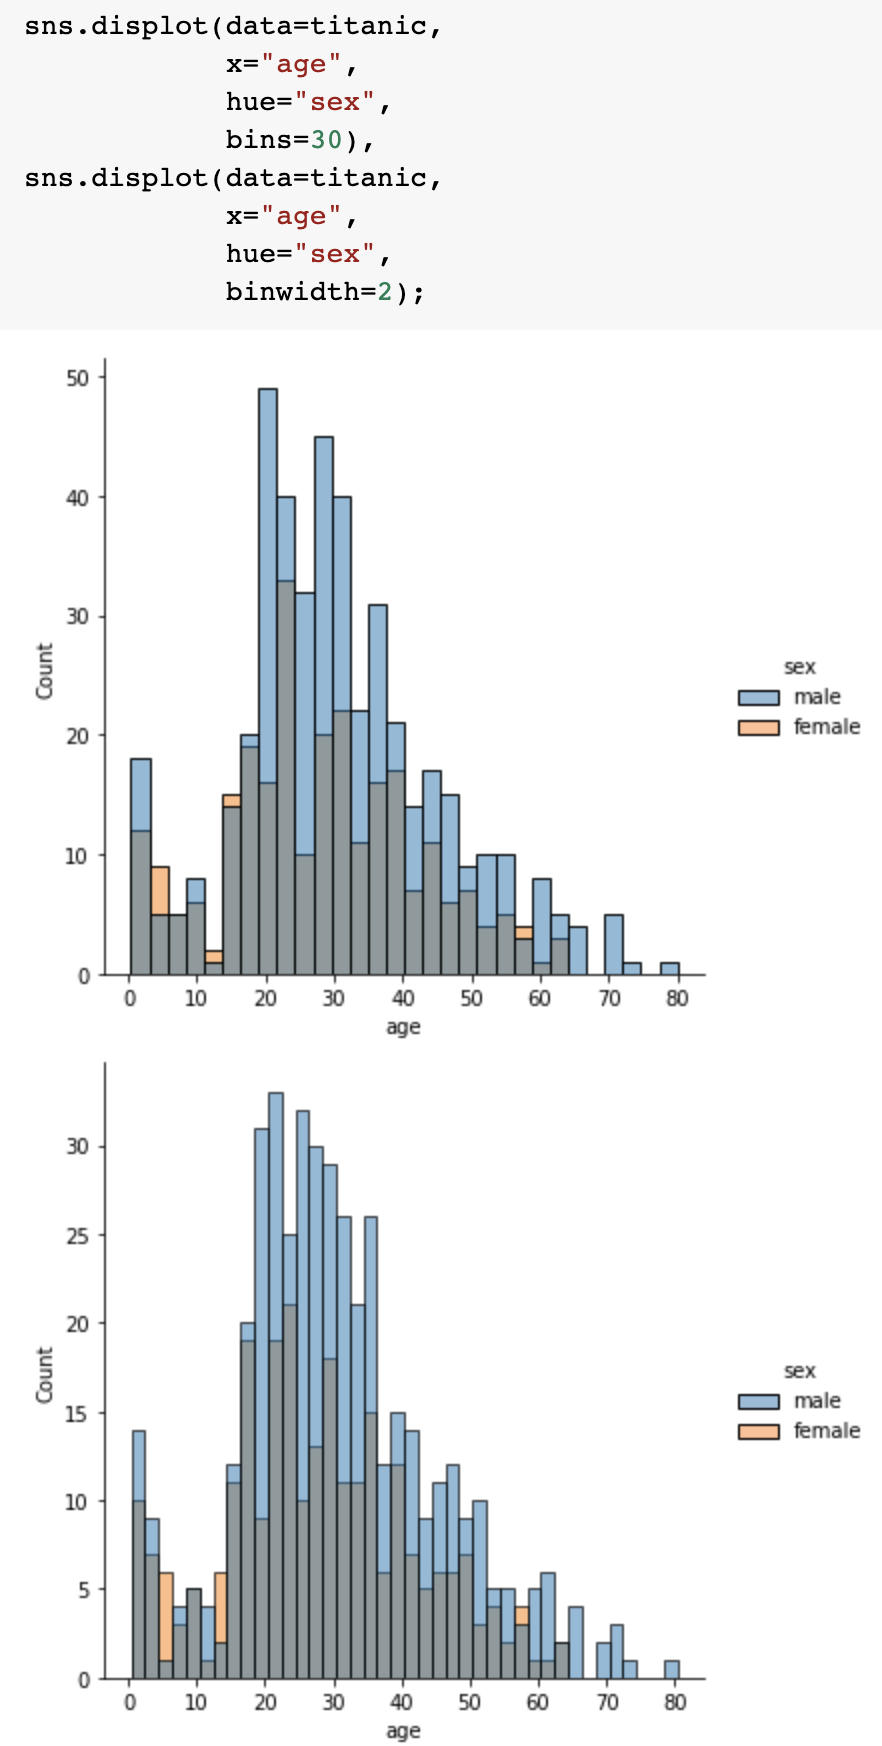 sns.displot(data=titanic,
            x="age",
            hue="sex",
            bins=30),
sns.displot(data=titanic,
            x="age",
            hue="sex",
            binwidth=2);
50
40
30
20
10
0
Count
0 10 20 30 40 50 60 70 80
age
sex
male
female
30
25
20
15
10
5
0
Count
0 10 20 30 40 50 60 70 80
age
sex
male
female